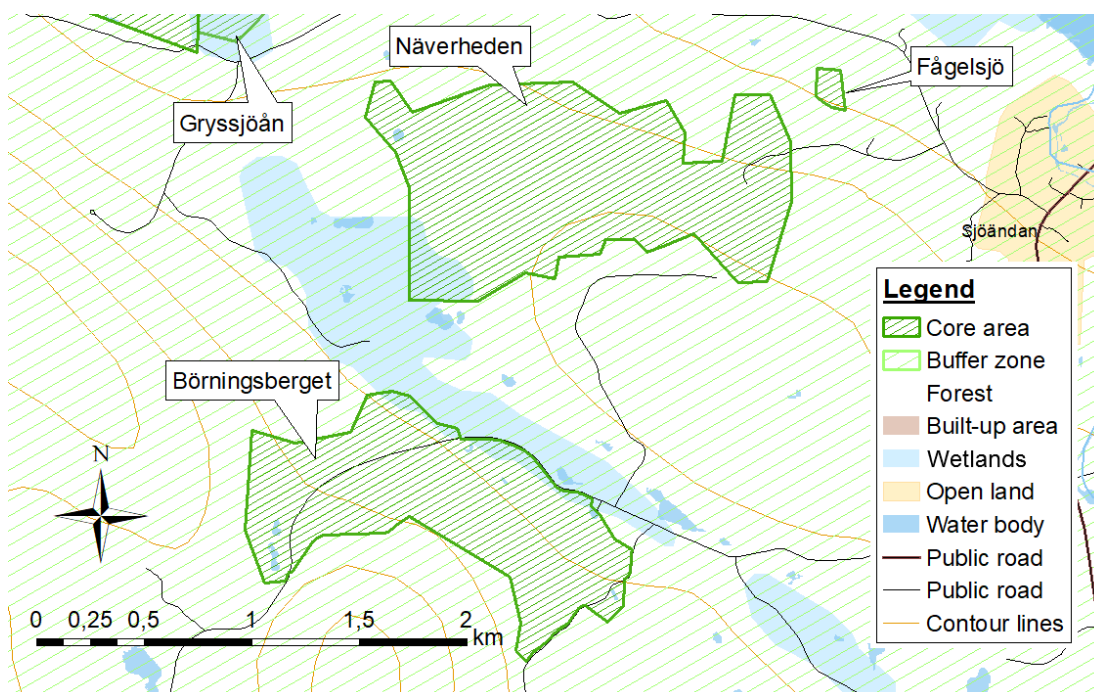 Näverheden
Fågelsjö
Gryssjöån
Sjöändan
Börningsberget
N
0 0,25 0,5 1 1,5 2
km
Legend
Core area
Buffer zone
Forest
Built-up area
Wetlands
Open land
Water body
Public road
Public road
Contour lines